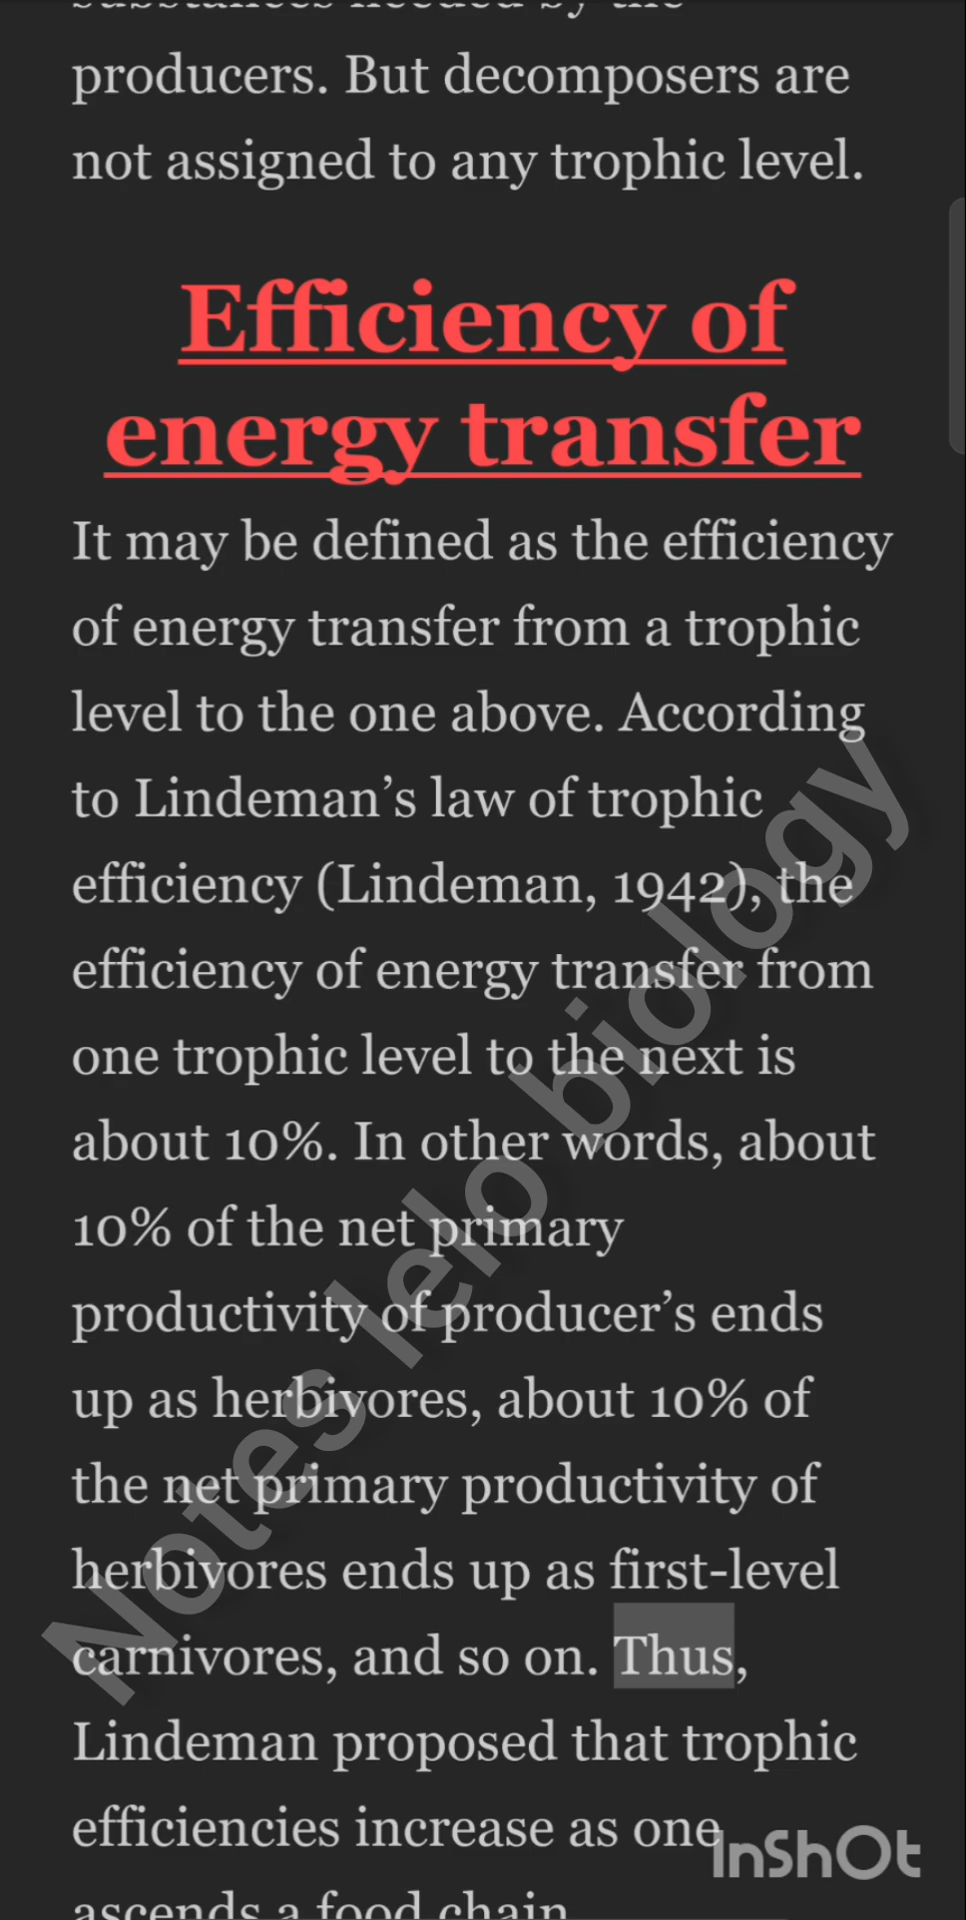 substances needed by the
producers. But decomposers are
not assigned to any trophic level.
Efficiency of
energy transfer
It may be defined as the efficiency
of energy transfer from a trophic
level to the one above. According
to Lindeman’s law of trophic
efficiency (Lindeman, 1942), the
efficiency of energy transfer from
one trophic level to the next is
about 10%. In other words, about
10% of the net primary
productivity of producer’s ends
up as herbivores, about 10% of
the net primary productivity of
herbivores ends up as first-level
carnivores, and so on. Thus,
Lindeman proposed that trophic
efficiencies increase as one
ascends a food chain
Notes lelo biology
InShOt